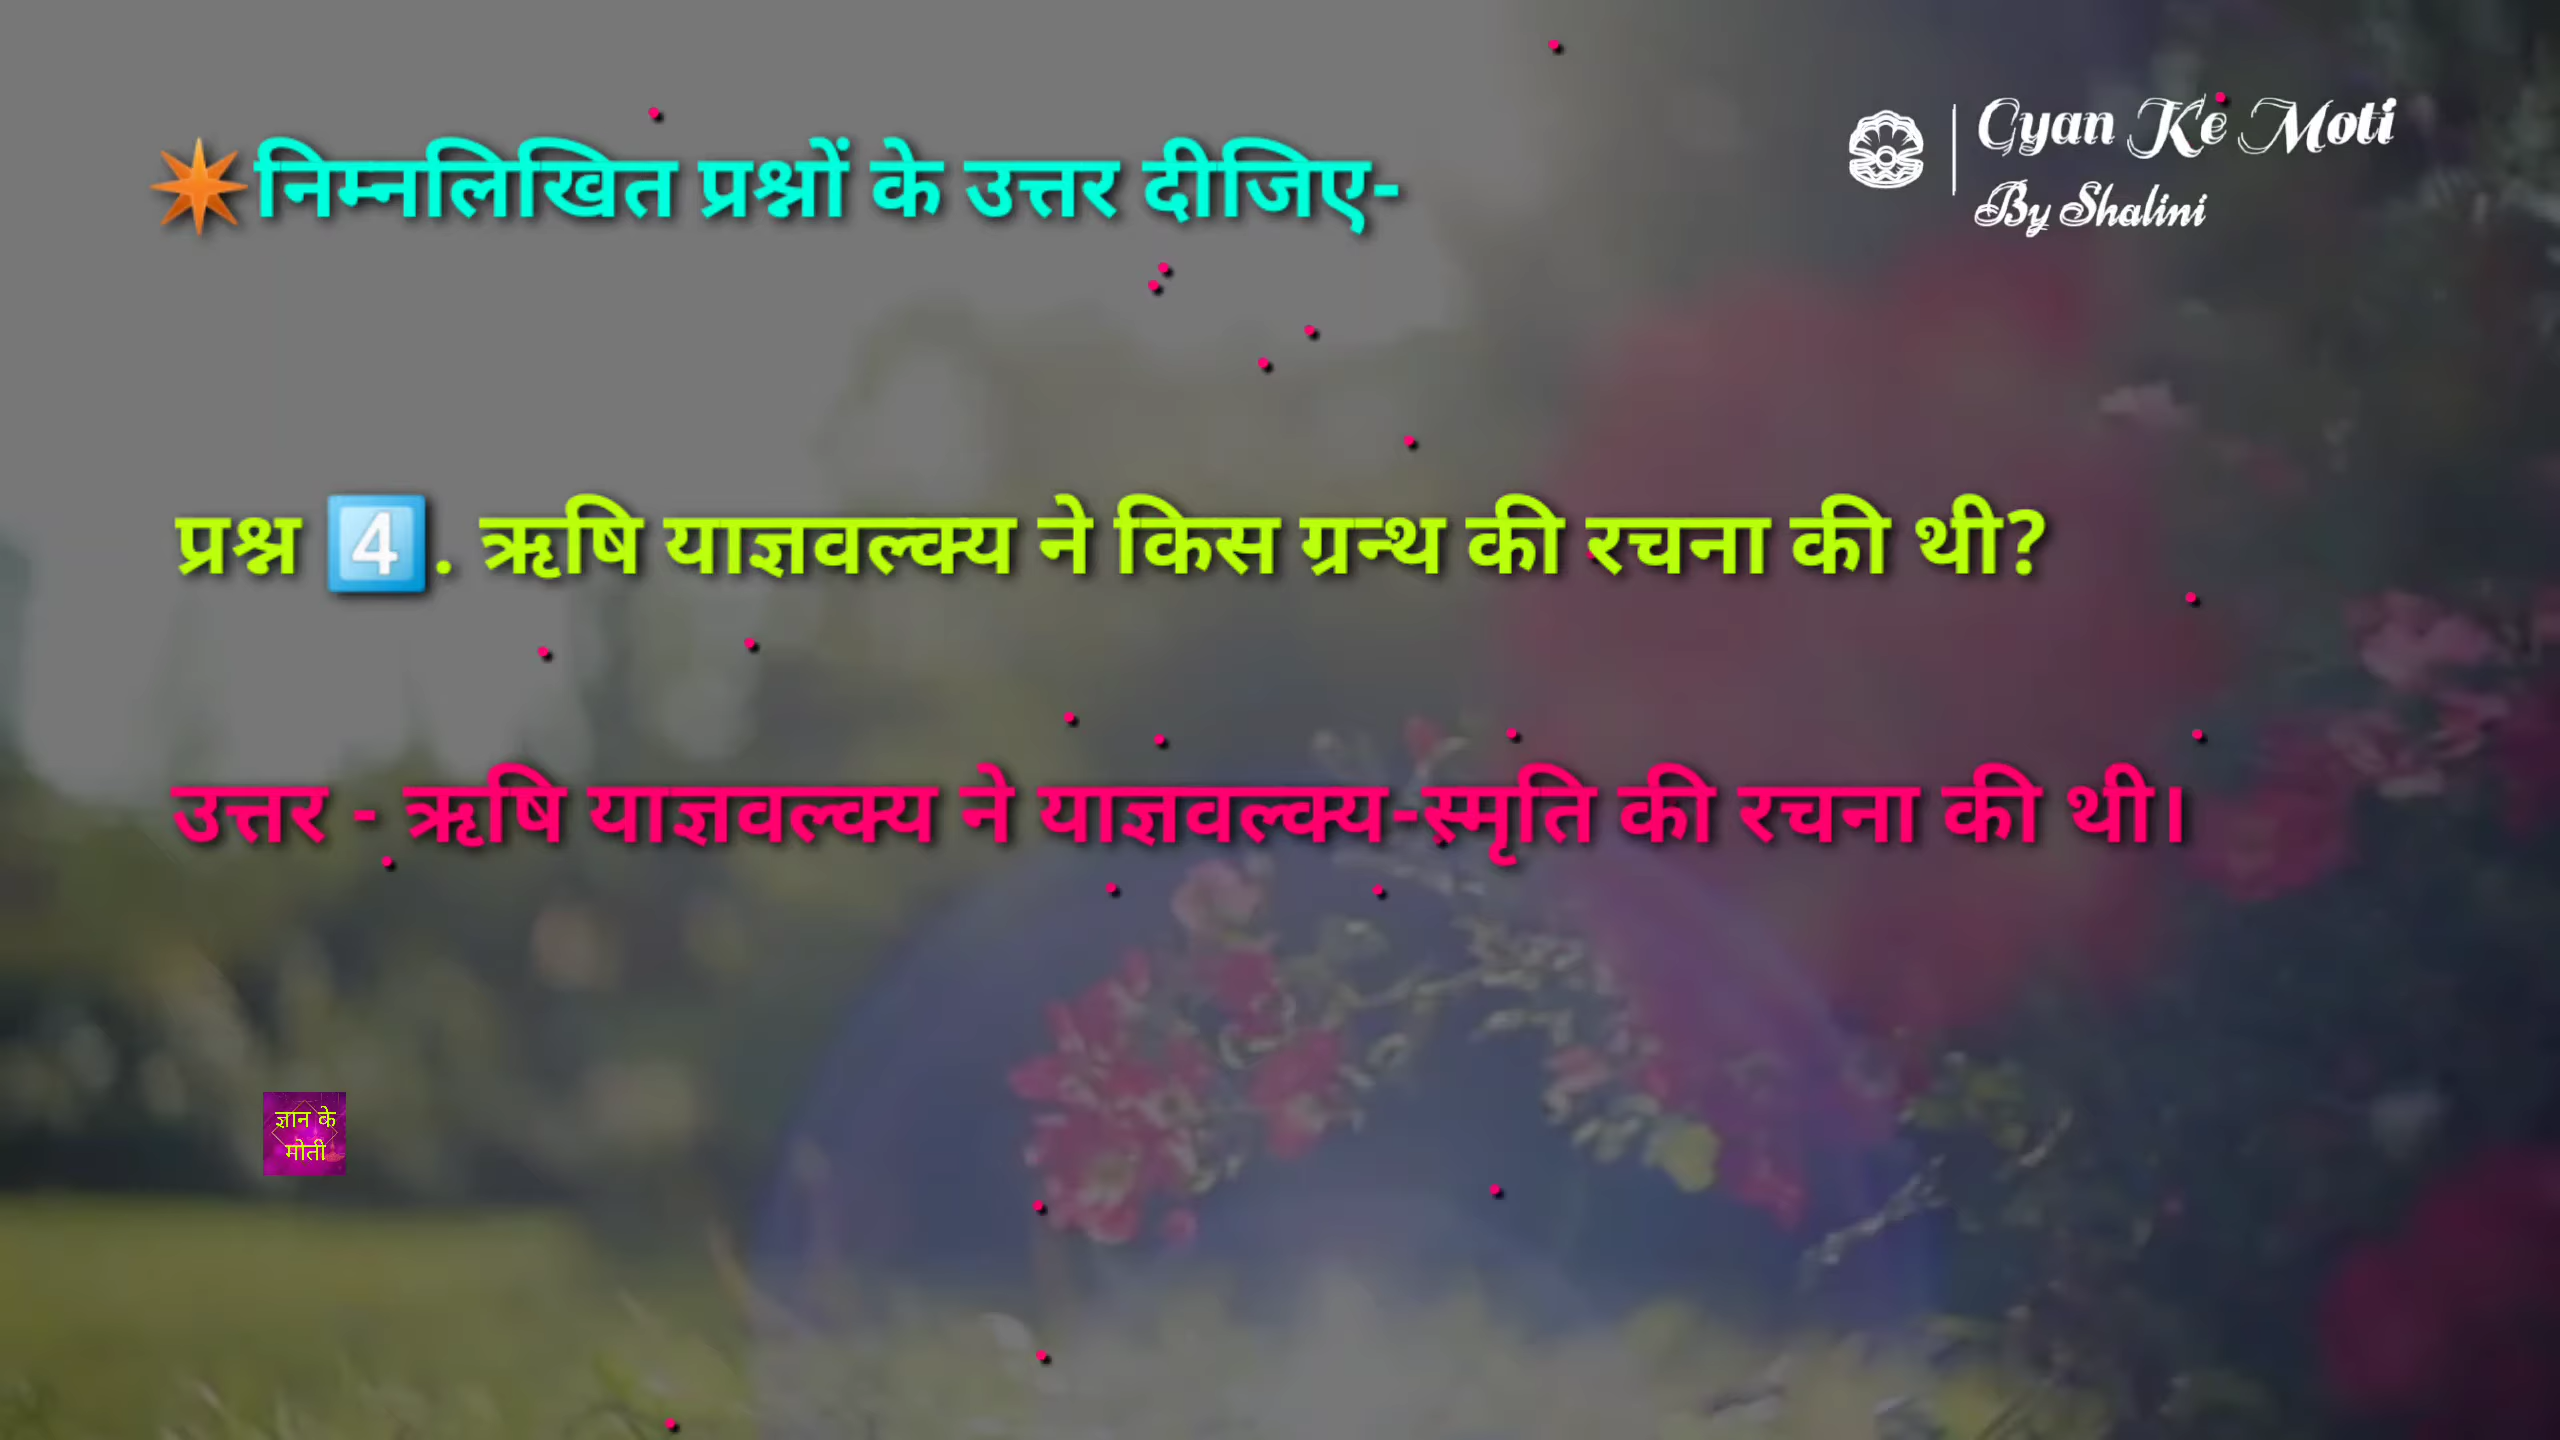 ✴️निम्नलिखित प्रश्नों के उत्तर दीजिए-
Gyan Ke Moti
By Shalini
प्रश्न 4️⃣. ऋषि याज्ञवल्क्य ने किस ग्रन्थ की रचना की थी?
उत्तर - ऋषि याज्ञवल्क्य ने याज्ञवल्क्य-स्मृति की रचना की थी।
ज्ञान के
मोती